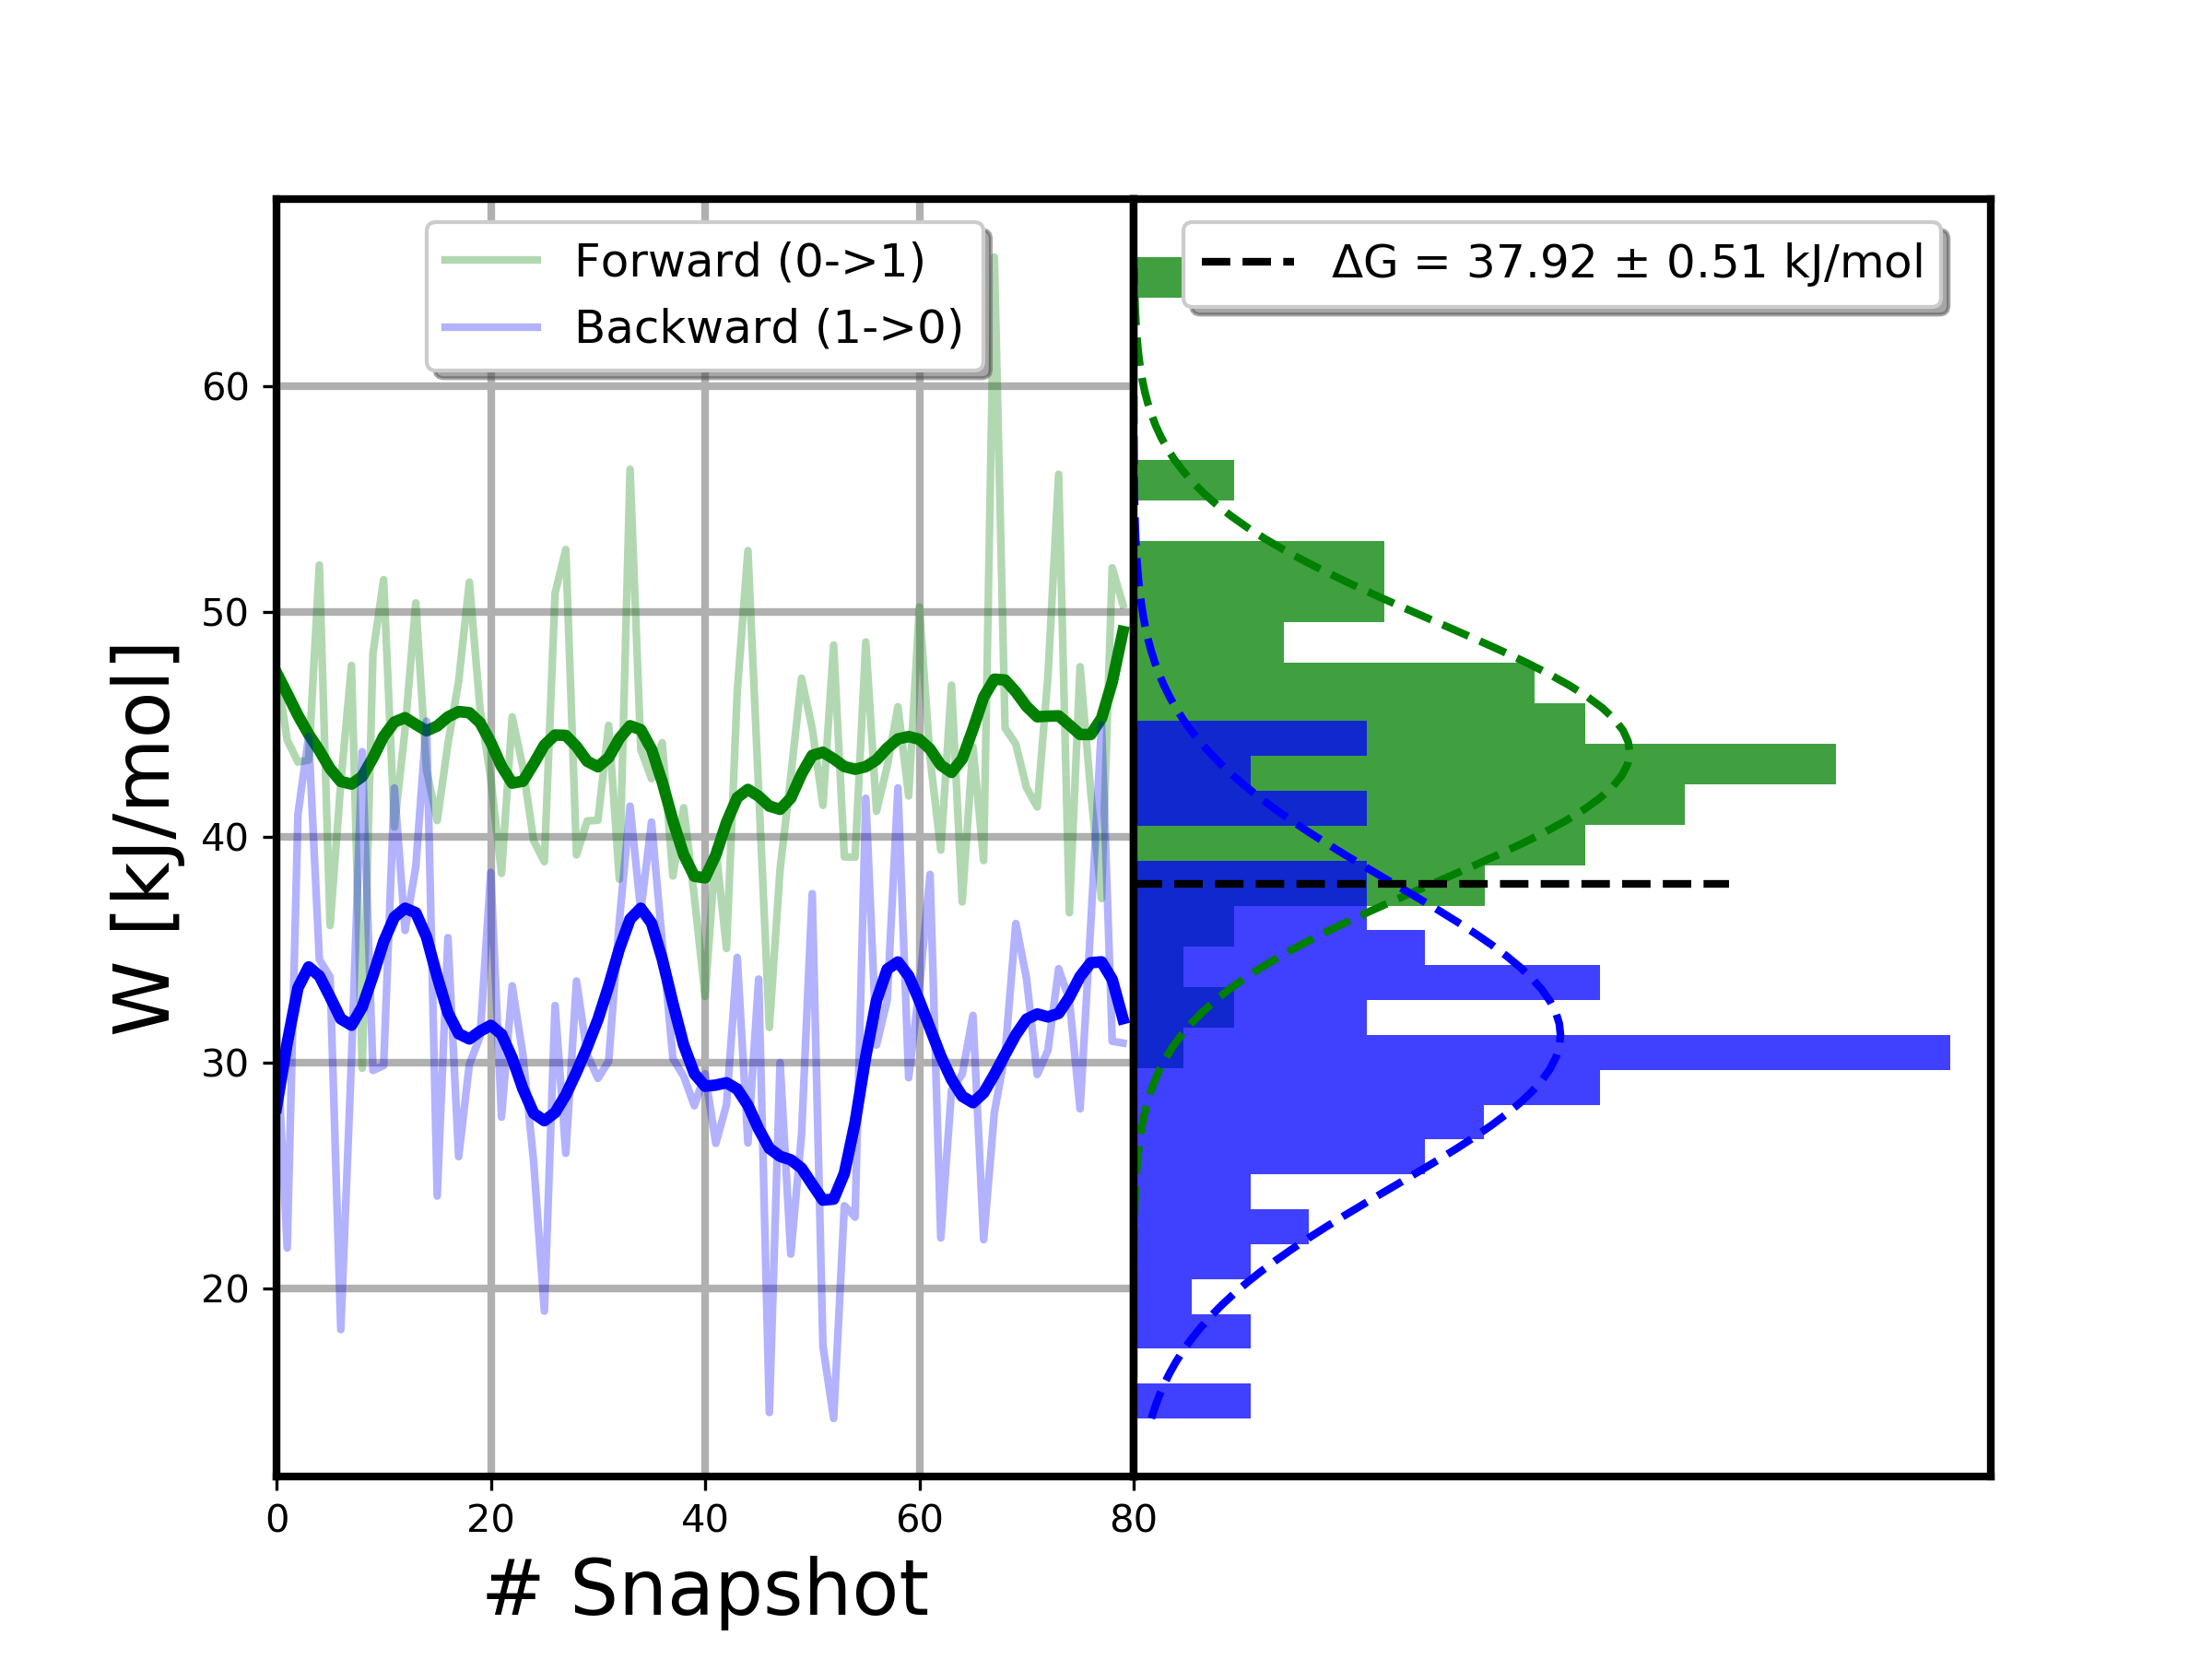 Forward (0->1)
Backward (1->0)
ΔG = 37.92 ± 0.51 kJ/mol
W [kJ/mol]
60
50
40
30
20
0 20 40 60 80
# Snapshot